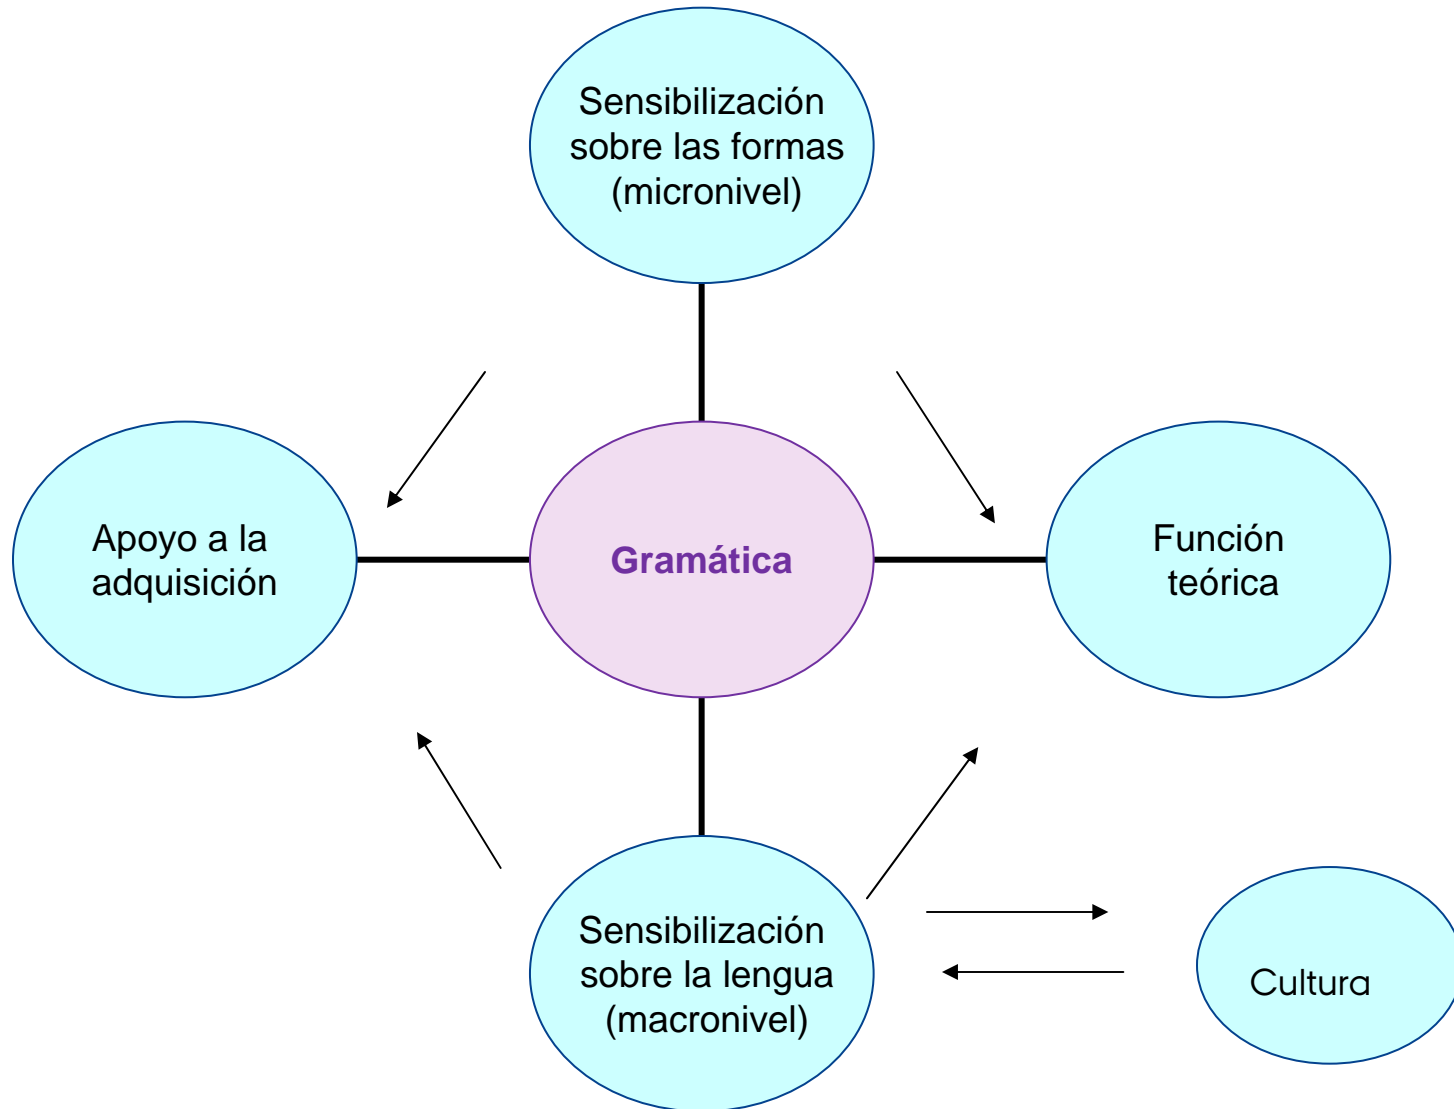 Sensibilización
sobre las formas
(micronivel)
Apoyo a la
adquisición
Gramática
Función
teórica
Sensibilización
sobre la lengua
(macronivel)
Cultura